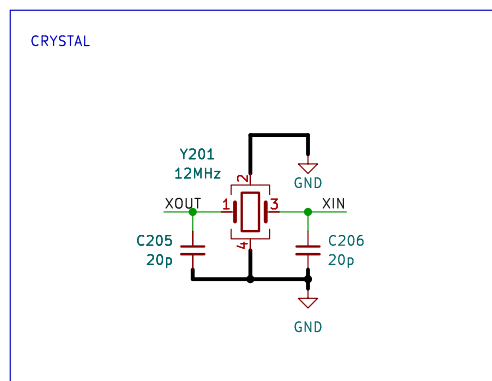 CRYSTAL
Y201
12MHz
2
GND
XOUT
1
3
XIN
4
C205
20p
C206
20p
GND